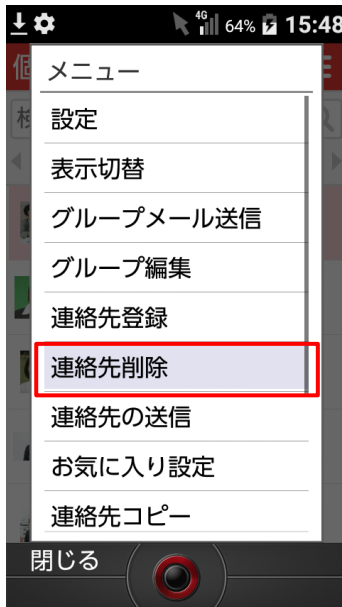 4G 64% 15:48
個
メニュー
検
設定
表示切替
グループメール送信
グループ編集
連絡先登録
連絡先削除
連絡先の送信
お気に入り設定
連絡先コピー
閉じる